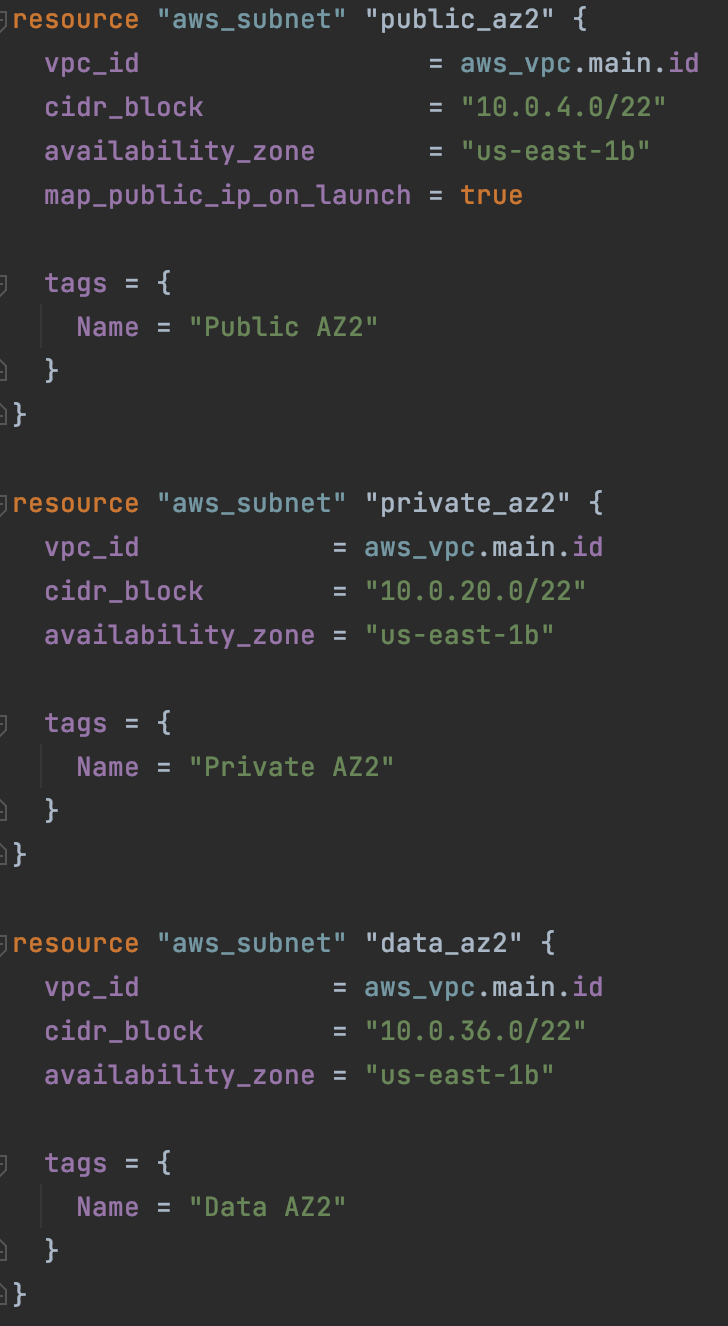 resource "aws_subnet" "public_az2" {
  vpc_id                  = aws_vpc.main.id
  cidr_block              = "10.0.4.0/22"
  availability_zone       = "us-east-1b"
  map_public_ip_on_launch = true

  tags = {
    Name = "Public AZ2"
  }
}

resource "aws_subnet" "private_az2" {
  vpc_id            = aws_vpc.main.id
  cidr_block        = "10.0.20.0/22"
  availability_zone = "us-east-1b"

  tags = {
    Name = "Private AZ2"
  }
}

resource "aws_subnet" "data_az2" {
  vpc_id            = aws_vpc.main.id
  cidr_block        = "10.0.36.0/22"
  availability_zone = "us-east-1b"

  tags = {
    Name = "Data AZ2"
  }
}